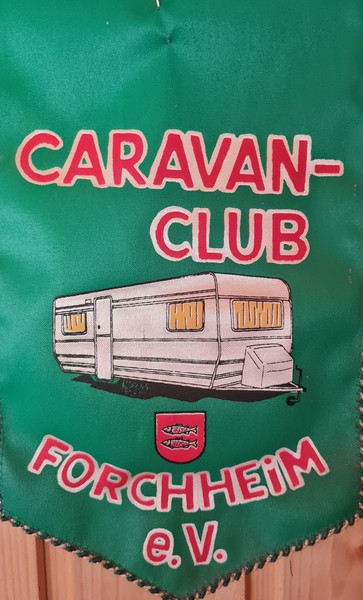 CARAVAN-
CLUB
FORCHHEiM
e.V.